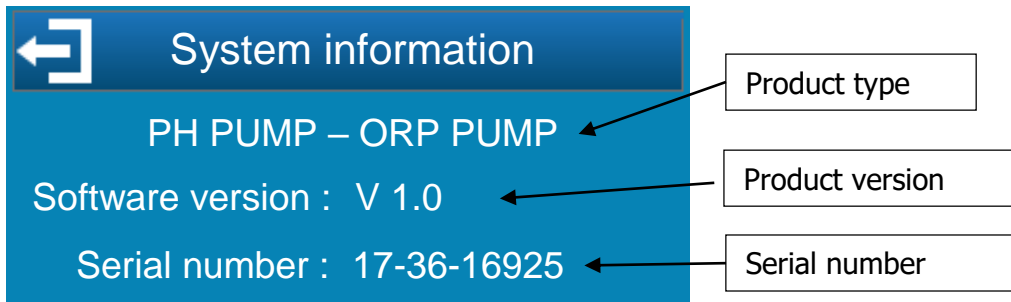 System information
Product type
PH PUMP – ORP PUMP
Product version
Software version : V 1.0
Serial number : 17-36-16925
Serial number